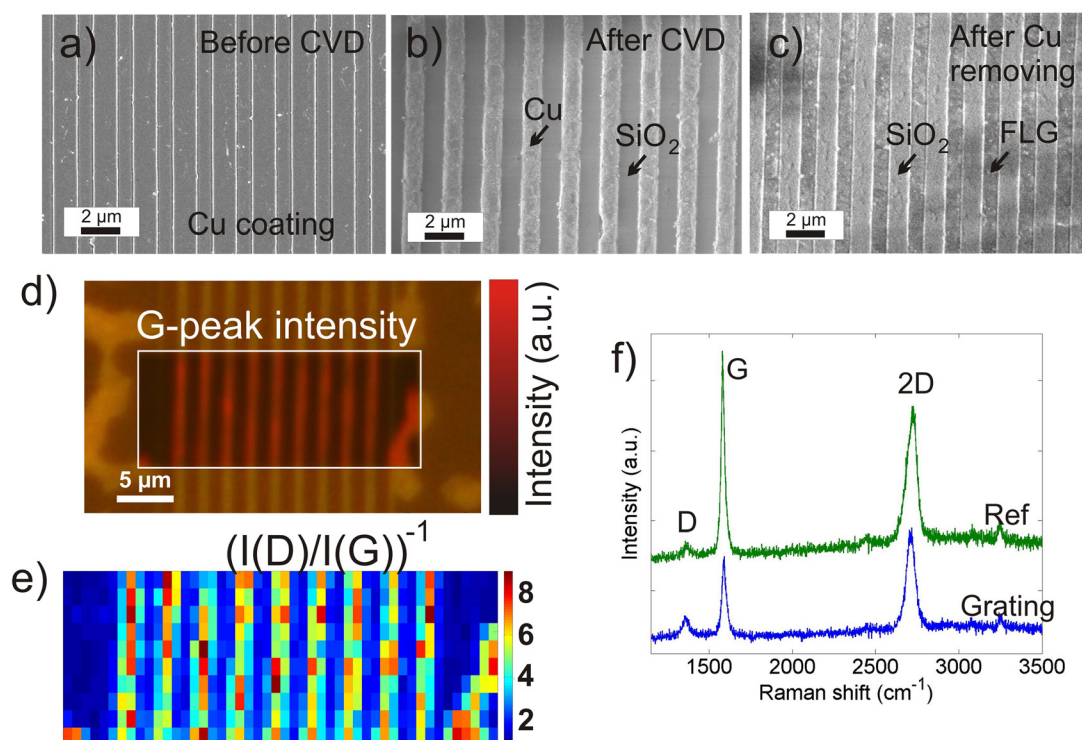 a)
Before CVD
2 µm
Cu coating
b)
After CVD
Cu
SiO₂
2 µm
c)
After Cu
removing
SiO₂
FLG
2 µm
d)
G-peak intensity
5 µm
Intensity (a.u.)
e)
(I(D)/I(G))⁻¹
8
6
4
2
f)
G
2D
D
Ref
Grating
Intensity (a.u.)
1500 2000 2500 3000 3500
Raman shift (cm⁻¹)